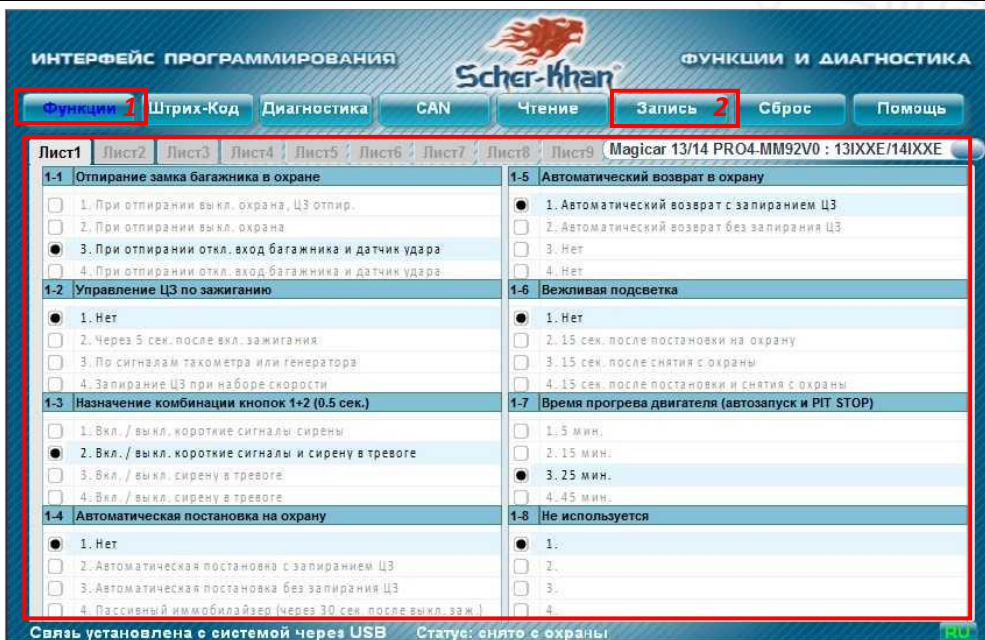 ИНТЕРФЕЙС ПРОГРАММИРОВАНИЯ
Scher-Khan
ФУНКЦИИ И ДИАГНОСТИКА
Функции 1 Штрих-Код Диагностика CAN Чтение Запись 2 Сброс Помощь
Лист1 Лист2 Лист3 Лист4 Лист5 Лист6 Лист7 Лист8 Лист9 Magicar 13/14 PRO4-MM92V0 : 13IXXE/14IXXE
1-1 Отпирание замка багажника в охране
1. При отпирании выкл. охрана, ЦЗ отпир.
2. При отпирании выкл. охрана
3. При отпирании откл. вход багажника и датчик удара
4. При отпирании откл. вход багажника и датчик удара
1-2 Управление ЦЗ по зажиганию
1. Нет
2. Через 5 сек. после вкл. зажигания
3. По сигналам тахометра или генератора
4. Запирание ЦЗ при наборе скорости
1-3 Назначение комбинации кнопок 1+2 (0.5 сек.)
1. Вкл. / выкл. короткие сигналы сирены
2. Вкл. / выкл. короткие сигналы и сирену в тревоге
3. Вкл. / выкл. сирену в тревоге
4. Вкл. / выкл. сирену в тревоге
1-4 Автоматическая постановка на охрану
1. Нет
2. Автоматическая постановка с запиранием ЦЗ
3. Автоматическая постановка без запирания ЦЗ
4. Пассивный иммобилайзер (через 30 сек. после выкл. заж.)
1-5 Автоматический возврат в охрану
1. Автоматический возврат с запиранием ЦЗ
2. Автоматический возврат без запирания ЦЗ
3. Нет
4. Нет
1-6 Вежливая подсветка
1. Нет
2. 15 сек. после постановки на охрану
3. 15 сек. после снятия с охраны
4. 15 сек. после постановки и снятия с охраны
1-7 Время прогрева двигателя (автозапуск и PIT STOP)
1. 5 мин.
2. 15 мин.
3. 25 мин.
4. 45 мин.
1-8 Не используется
1.
2.
3.
4.
Связь установлена с системой через USB Статус: снято с охраны RU